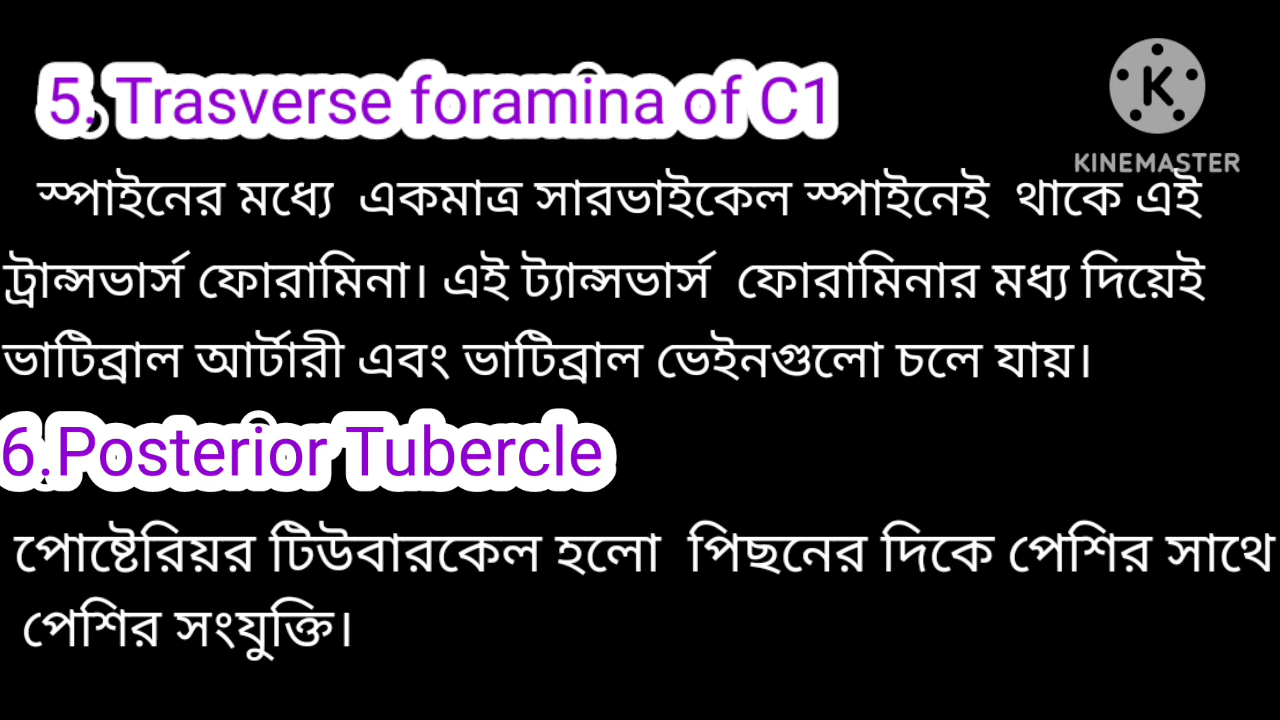 5. Trasverse foramina of C1
KINEMASTER
স্পাইনের মধ্যে একমাত্র সারভাইকেল স্পাইনেই থাকে এই
ট্রান্সভার্স ফোরামিনা। এই ট্যান্সভার্স ফোরামিনার মধ্য দিয়েই
ভার্টিব্রাল আর্টারী এবং ভার্টিব্রাল ভেইনগুলো চলে যায়।
6.Posterior Tubercle
পোষ্টেরিয়র টিউবারকেল হলো পিছনের দিকে পেশির সাথে
পেশির সংযুক্তি।